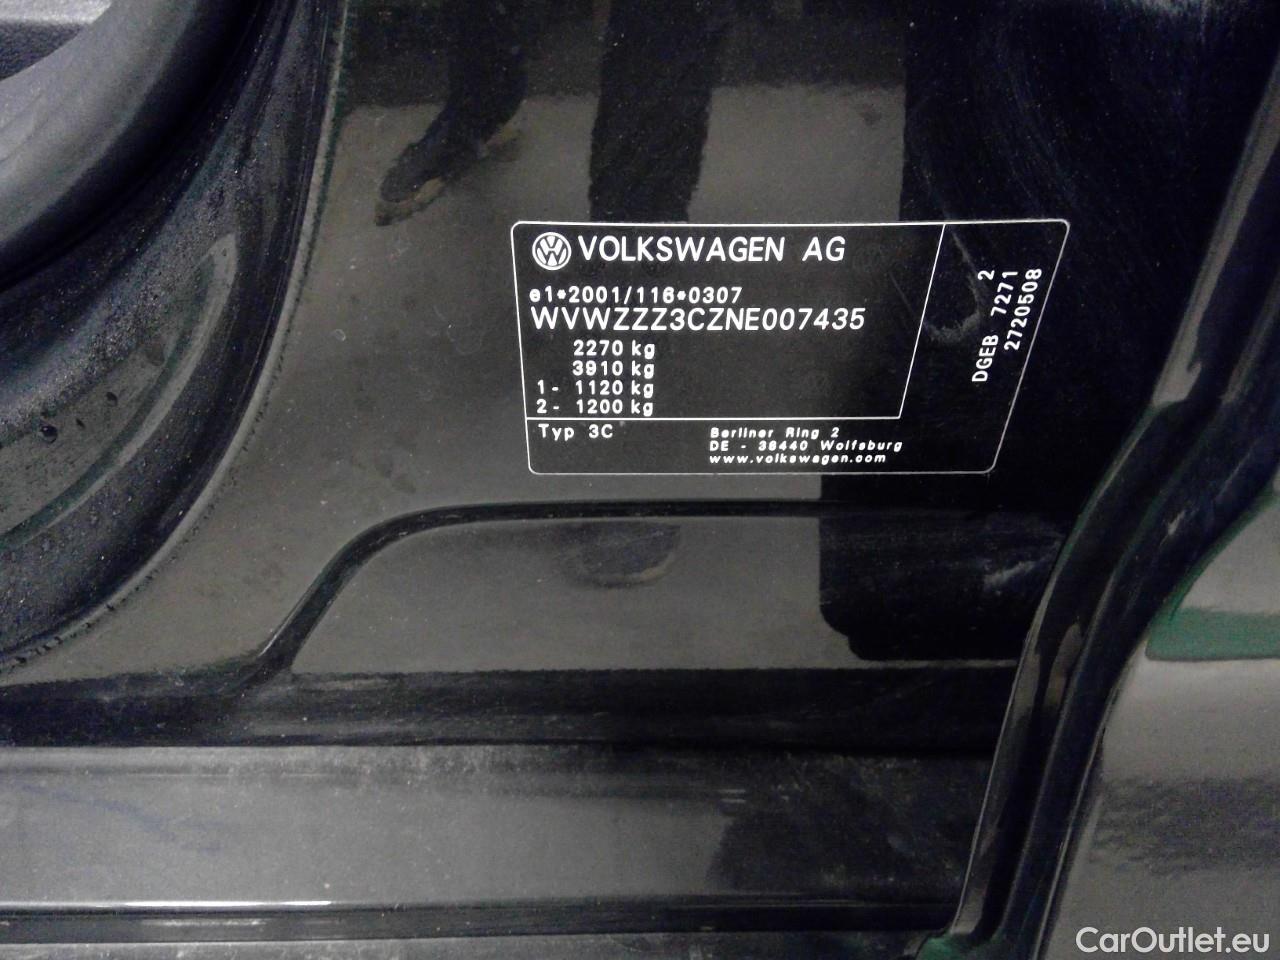 VOLKSWAGEN AG
e1*2001/116*0307
WVWZZZ3CZNE007435
2270 kg
3910 kg
1- 1120 kg
2- 1200 kg
Typ 3C
Berliner Ring 2
DE - 38440 Wolfsburg
www.volkswagen.com
2
DGEB 7271
2720508
CarOutlet.eu